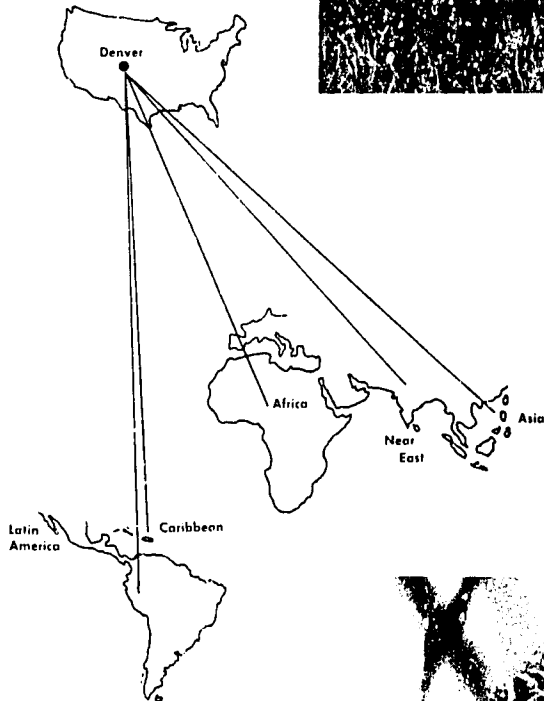 Denver
Africa
Asia
Near
East
Caribbean
Latin
America